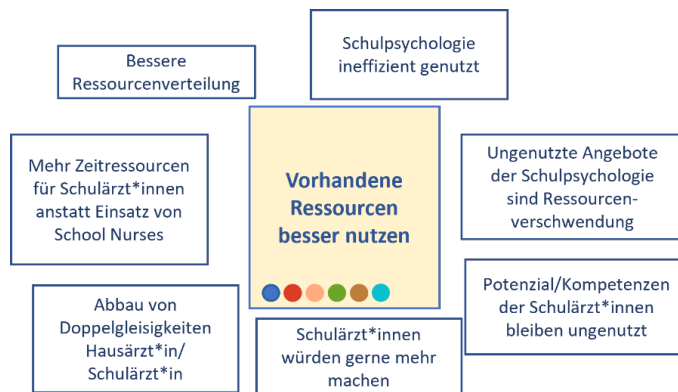 Bessere
Ressourcenverteilung
Schulpsychologie
ineffizient genutzt
Mehr Zeitressourcen
für Schulärzt*innen
anstatt Einsatz von
School Nurses
Vorhandene
Ressourcen
besser nutzen
Ungenutzte Angebote
der Schulpsychologie
sind Ressourcen-
verschwendung
Abbau von
Doppelgleisigkeiten
Hausärzt*in/
Schulärzt*in
Schulärzt*innen
würden gerne mehr
machen
Potenzial/Kompetenzen
der Schulärzt*innen
bleiben ungenutzt